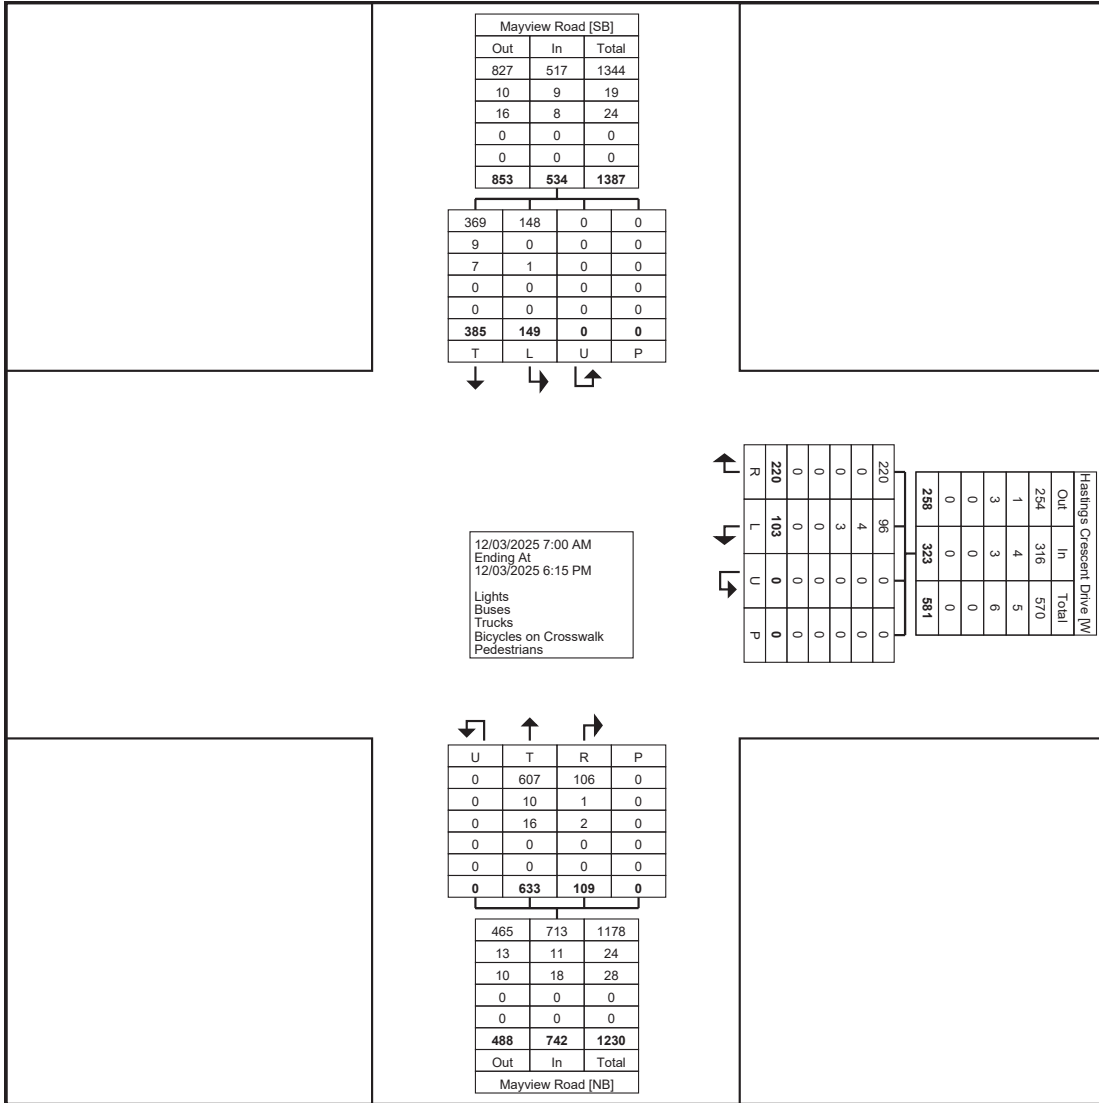 Mayview Road [SB]
Out In Total
827 517 1344
10 9 19
16 8 24
0 0 0
0 0 0
853 534 1387
369 148 0 0
9 0 0 0
7 1 0 0
0 0 0 0
0 0 0 0
385 149 0 0
T L U P
Hastings Crescent Drive [W
Out In Total
254 316 570
1 4 5
3 3 6
0 0 0
0 0 0
258 323 581
220 96 0 0
0 4 0 0
0 3 0 0
0 0 0 0
0 0 0 0
220 103 0 0
R L U P
12/03/2025 7:00 AM
Ending At
12/03/2025 6:15 PM
Lights
Buses
Trucks
Bicycles on Crosswalk
Pedestrians
U T R P
0 607 106 0
0 10 1 0
0 16 2 0
0 0 0 0
0 0 0 0
0 633 109 0
465 713 1178
13 11 24
10 18 28
0 0 0
0 0 0
488 742 1230
Out In Total
Mayview Road [NB]